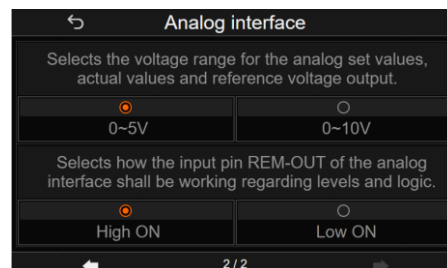 Analog interface
Selects the voltage range for the analog set values,
actual values and reference voltage output.
0~5V
0~10V
Selects how the input pin REM-OUT of the analog
interface shall be working regarding levels and logic.
High ON
Low ON
2/2